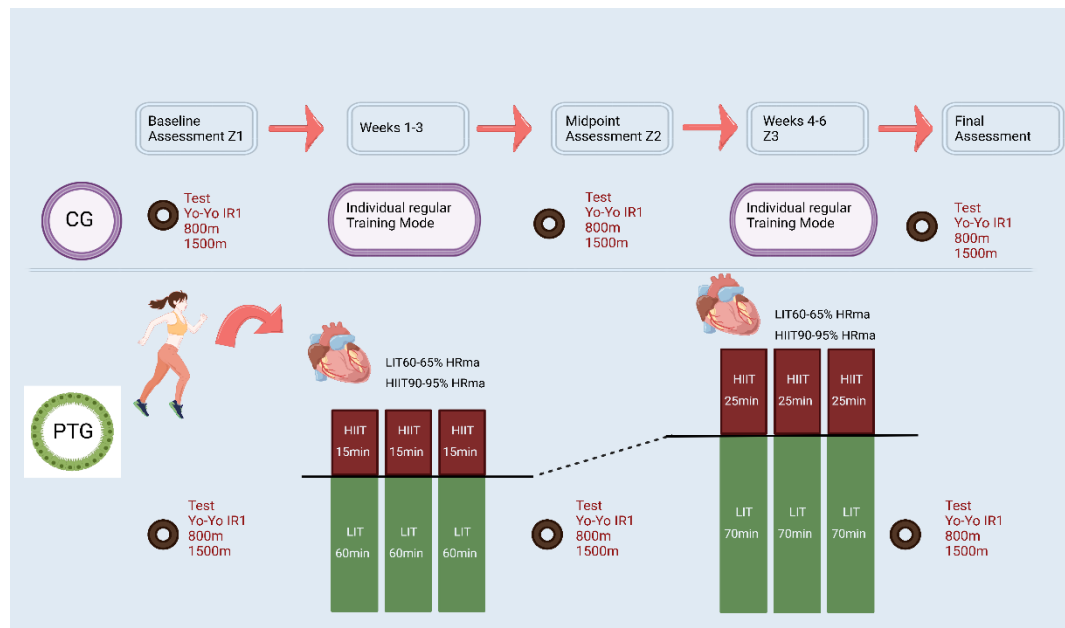 Baseline
Assessment Z1
Weeks 1-3
Midpoint
Assessment Z2
Weeks 4-6
Z3
Final
Assessment
CG
Test
Yo-Yo IR1
800m
1500m
Individual regular
Training Mode
Test
Yo-Yo IR1
800m
1500m
Individual regular
Training Mode
Test
Yo-Yo IR1
800m
1500m
PTG
LIT60-65% HRma
HIIT90-95% HRma
LIT60-65% HRma
HIIT90-95% HRma
HIIT
15min
HIIT
15min
HIIT
15min
HIIT
25min
HIIT
25min
HIIT
25min
Test
Yo-Yo IR1
800m
1500m
LIT
60min
LIT
60min
LIT
60min
Test
Yo-Yo IR1
800m
1500m
LIT
70min
LIT
70min
LIT
70min
Test
Yo-Yo IR1
800m
1500m